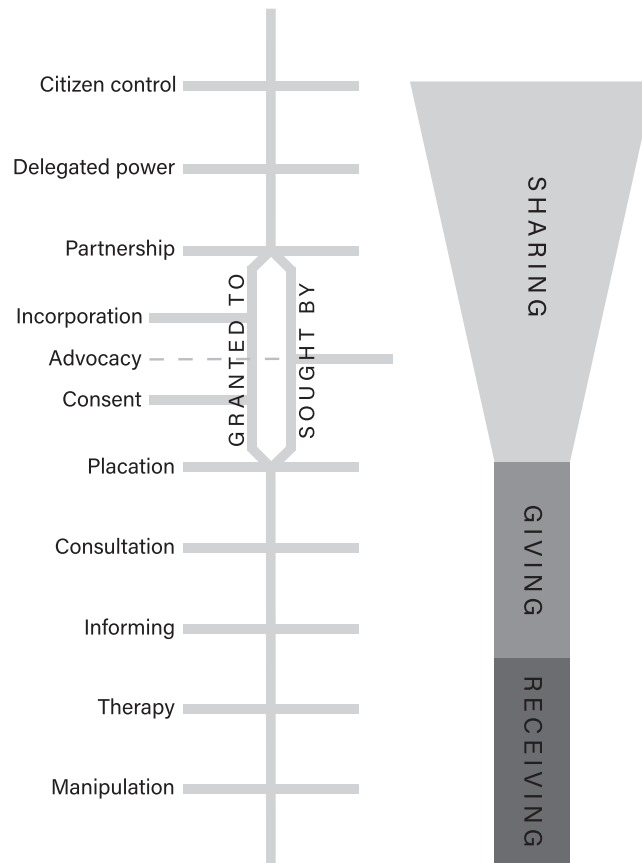 Citizen control
Delegated power
Partnership
Incorporation
Advocacy
Consent
Placation
Consultation
Informing
Therapy
Manipulation
GRANTED TO
SOUGHT BY
SHARING
GIVING
RECEIVING